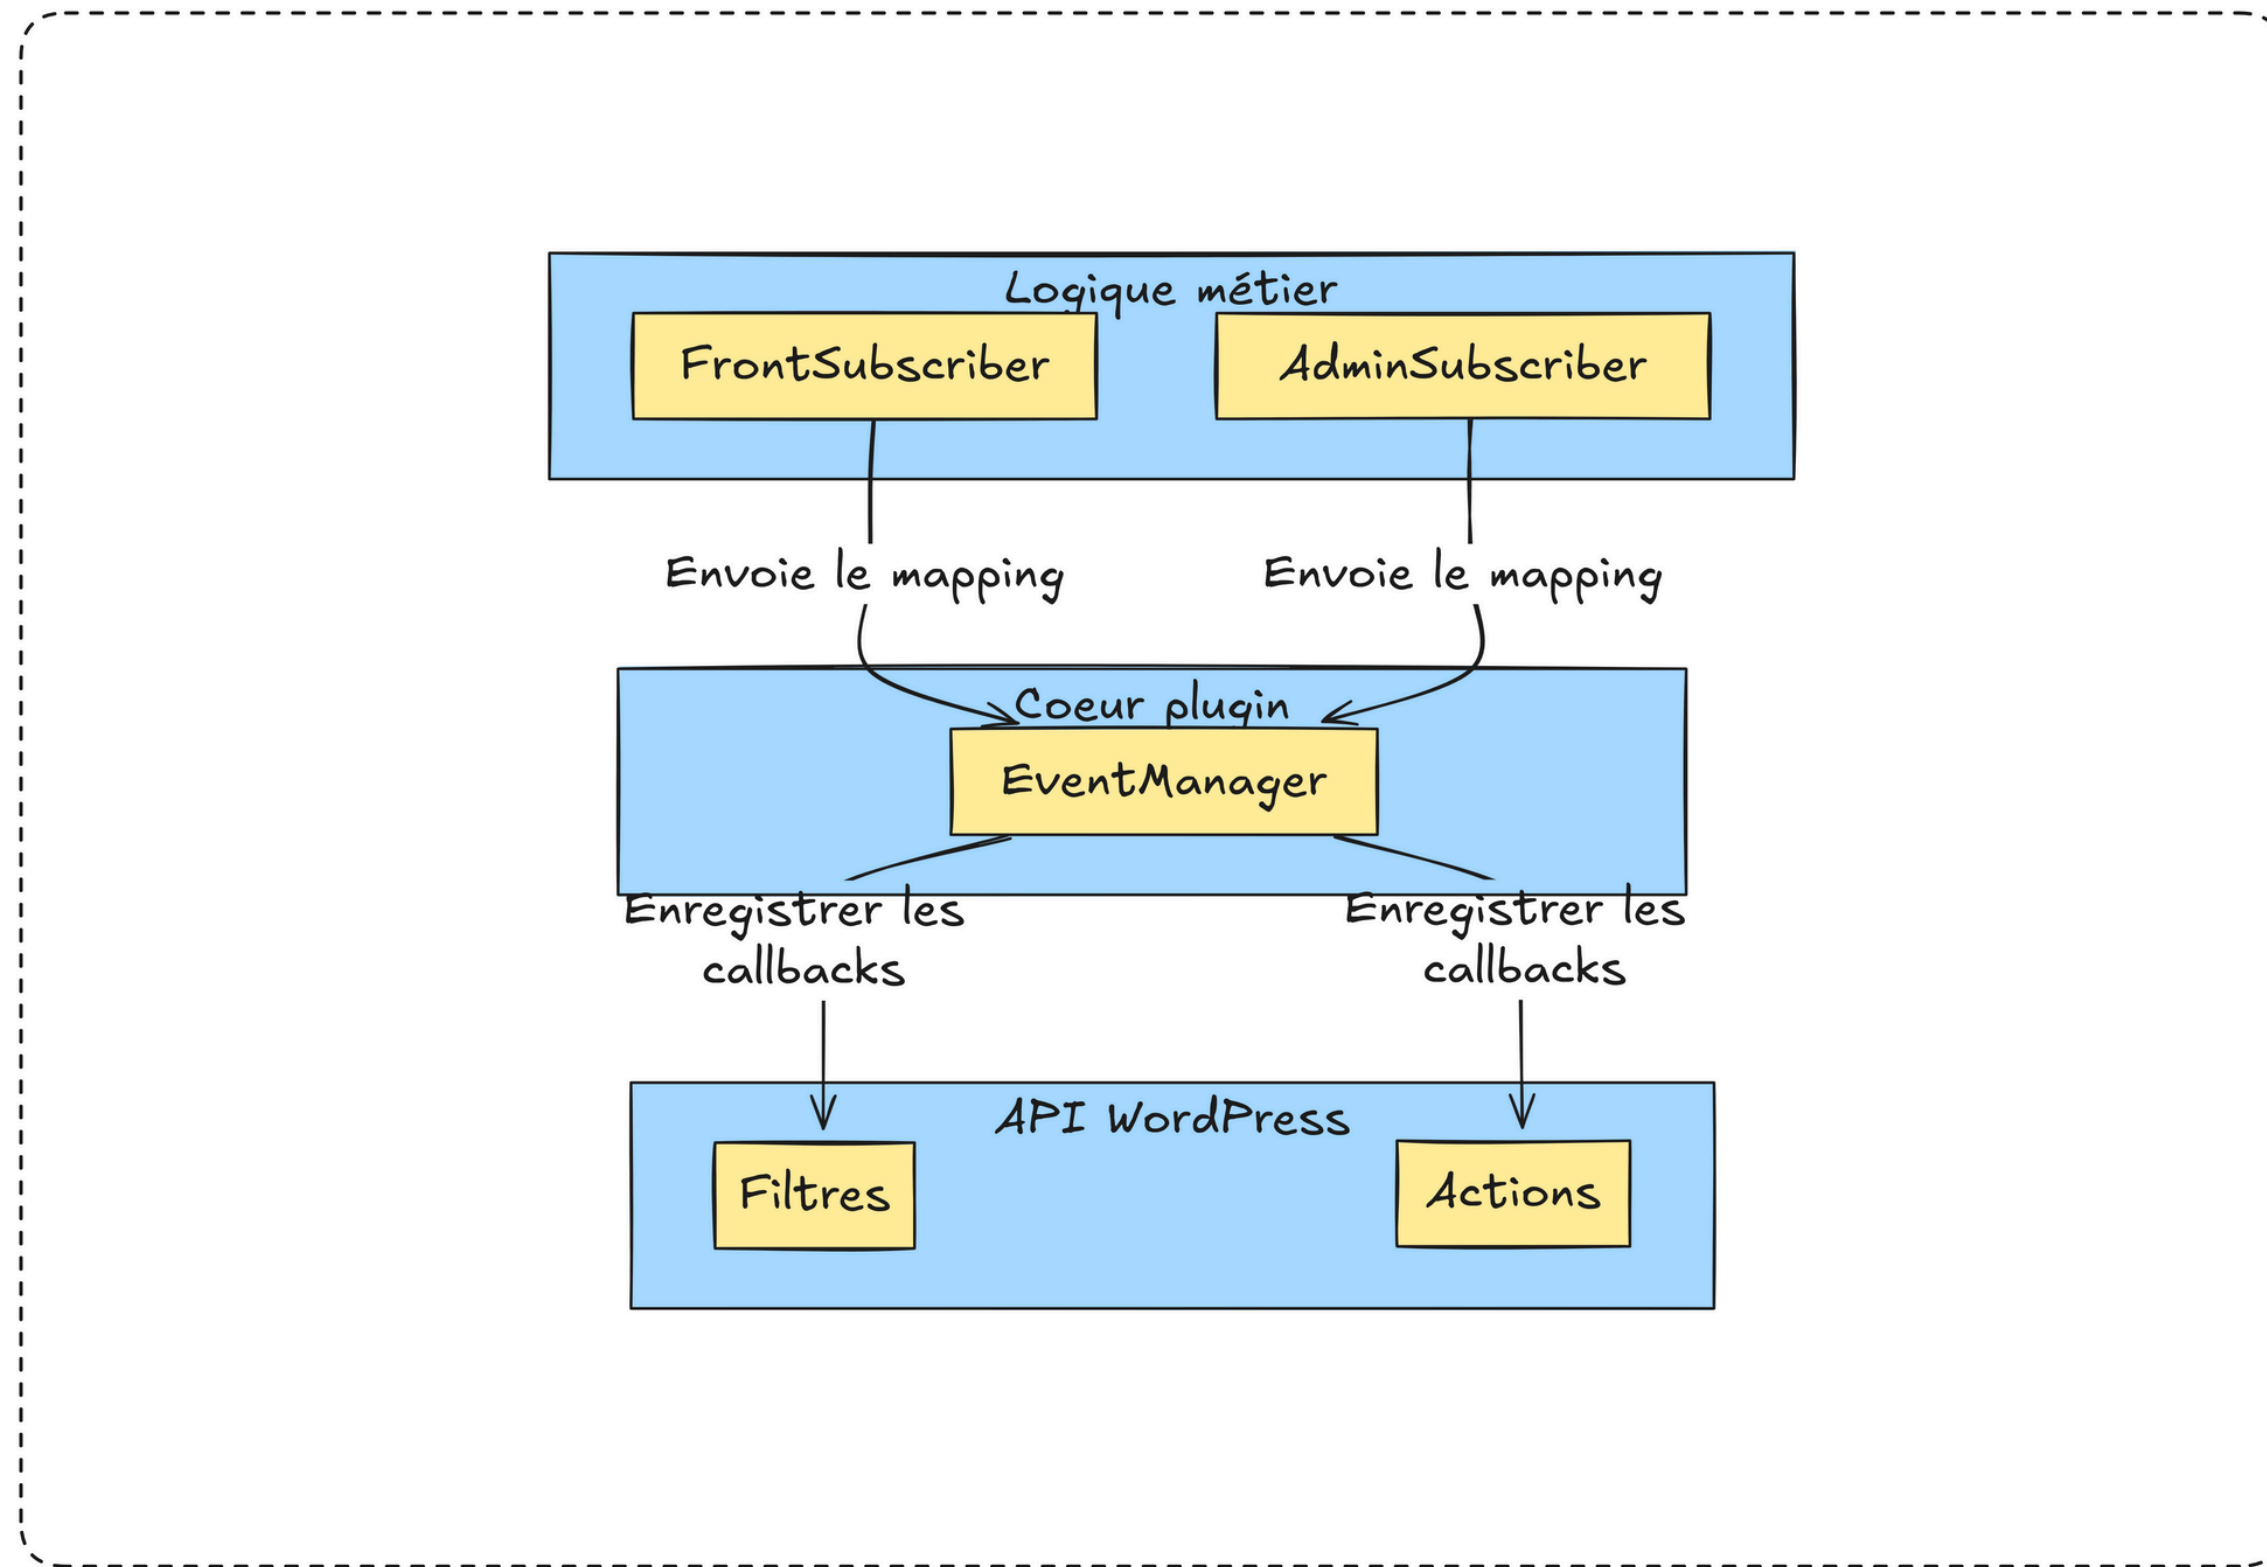 Logique métier
FrontSubscriber
AdminSubscriber
Envoie le mapping
Envoie le mapping
Coeur plugin
EventManager
Enregistrer les
callbacks
Enregistrer les
callbacks
API WordPress
Filtres
Actions